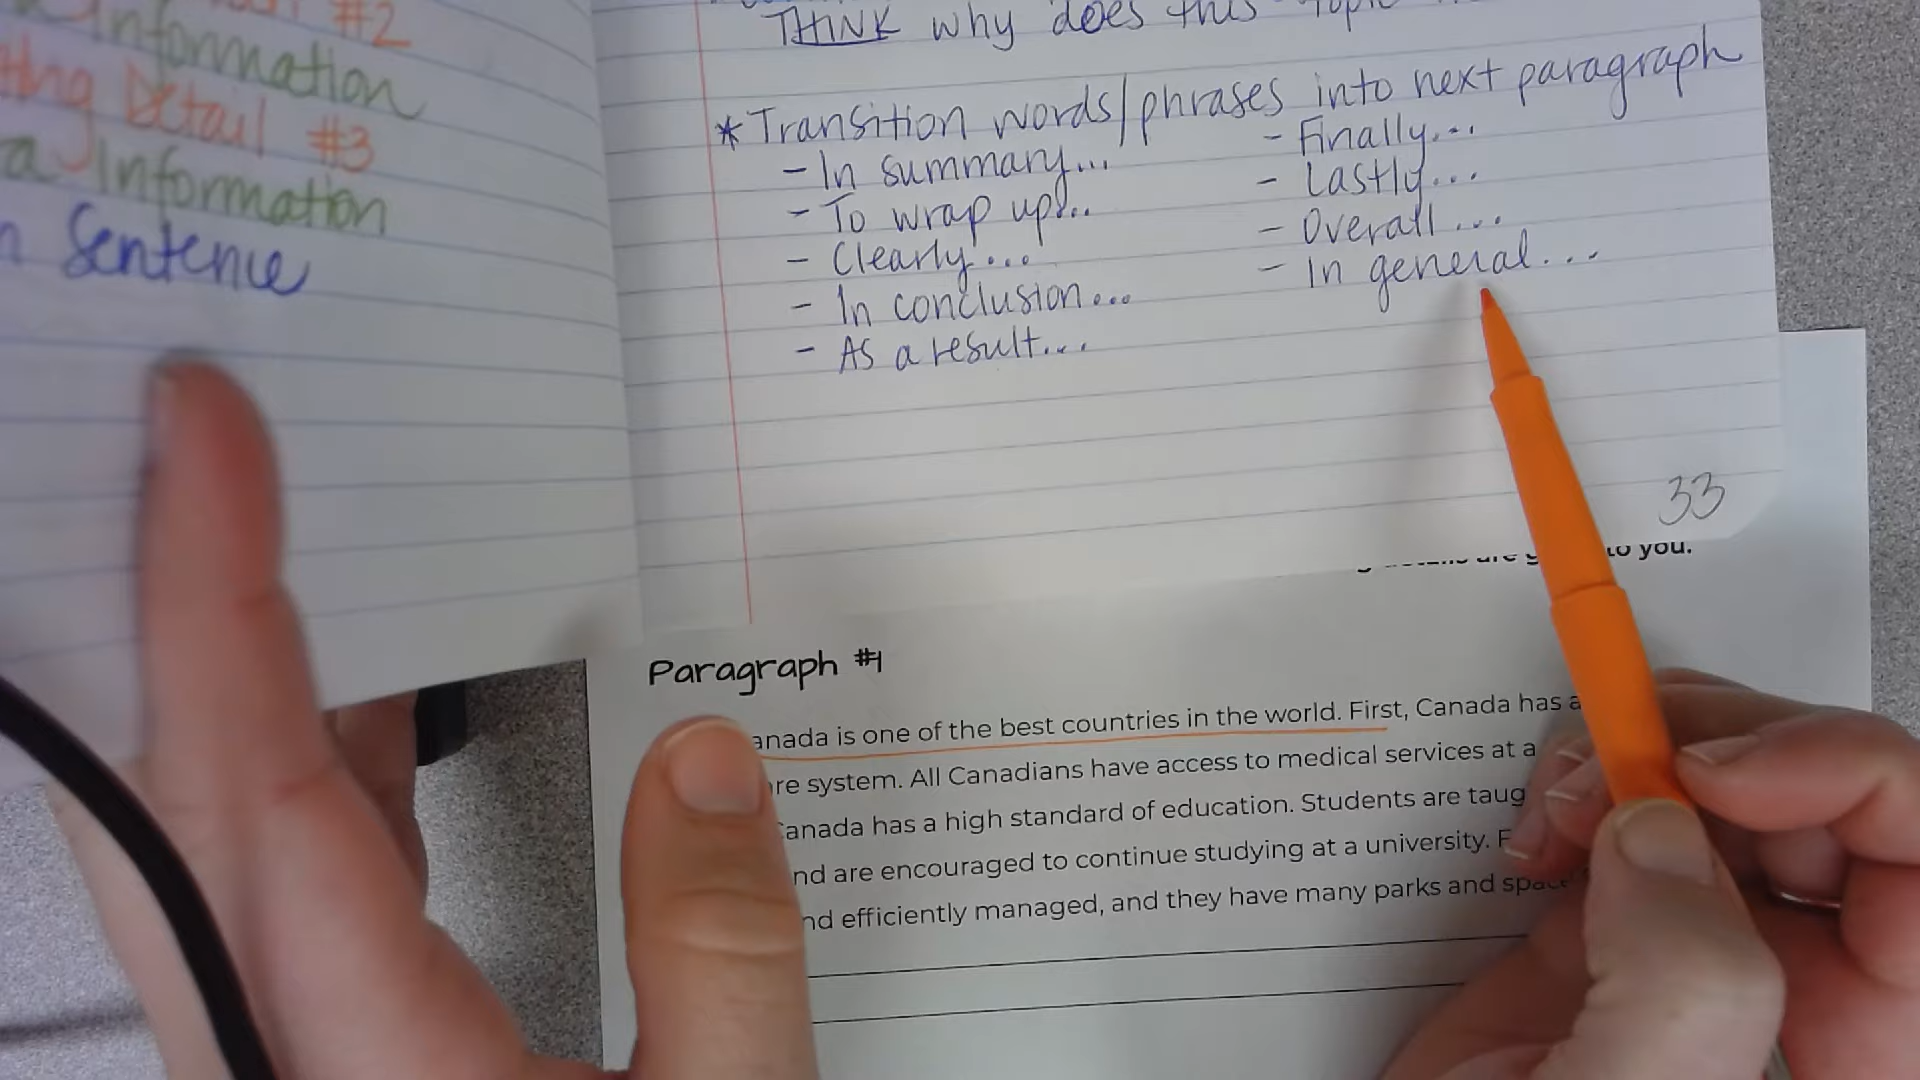 #2
Information
Detail #3
a Information
Sentence
THINK why does this topic
* Transition words/phrases into next paragraph
- In summary...
- To wrap up...
- Clearly...
- In conclusion...
- As a result...
- Finally...
- Lastly...
- Overall...
- In general...
33
to you.
Paragraph #1
anada is one of the best countries in the world. First, Canada has a
re system. All Canadians have access to medical services at a
anada has a high standard of education. Students are taug
nd are encouraged to continue studying at a university. F
nd efficiently managed, and they have many parks and